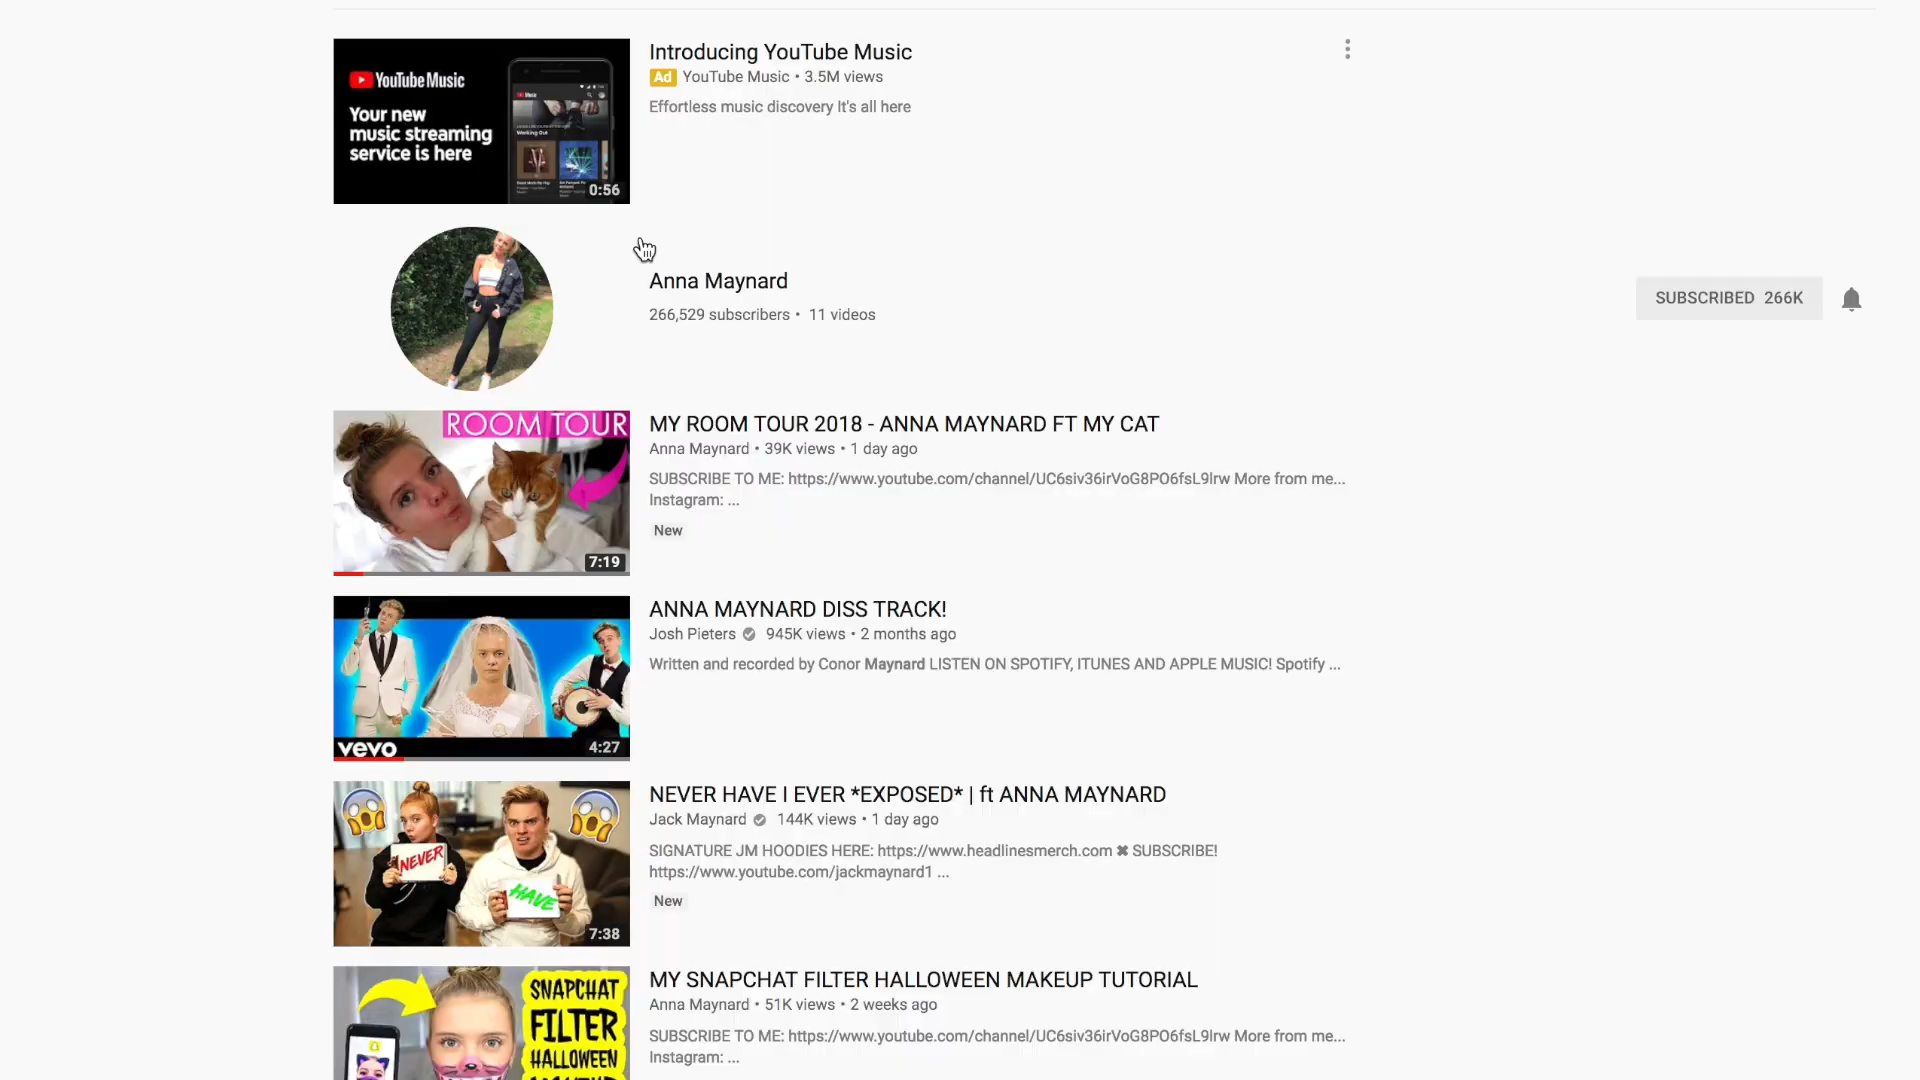 Introducing YouTube Music
Ad YouTube Music • 3.5M views
Effortless music discovery It's all here
YouTube Music
Your new
music streaming
service is here
Music
Working Out
0:56
Anna Maynard
266,529 subscribers • 11 videos
SUBSCRIBED 266K
ROOM TOUR
7:19
MY ROOM TOUR 2018 - ANNA MAYNARD FT MY CAT
Anna Maynard • 39K views • 1 day ago
SUBSCRIBE TO ME: https://www.youtube.com/channel/UC6siv36irVoG8PO6fsL9lrw More from me...
Instagram: ...
New
vevo
4:27
ANNA MAYNARD DISS TRACK!
Josh Pieters 945K views • 2 months ago
Written and recorded by Conor Maynard LISTEN ON SPOTIFY, ITUNES AND APPLE MUSIC! Spotify ...
NEVER
HAVE
7:38
NEVER HAVE I EVER *EXPOSED* | ft ANNA MAYNARD
Jack Maynard 144K views • 1 day ago
SIGNATURE JM HOODIES HERE: https://www.headlinesmerch.com ✖ SUBSCRIBE!
https://www.youtube.com/jackmaynard1 ...
New
SNAPCHAT
FILTER
HALLOWEEN
MY SNAPCHAT FILTER HALLOWEEN MAKEUP TUTORIAL
Anna Maynard • 51K views • 2 weeks ago
SUBSCRIBE TO ME: https://www.youtube.com/channel/UC6siv36irVoG8PO6fsL9lrw More from me...
Instagram: ...